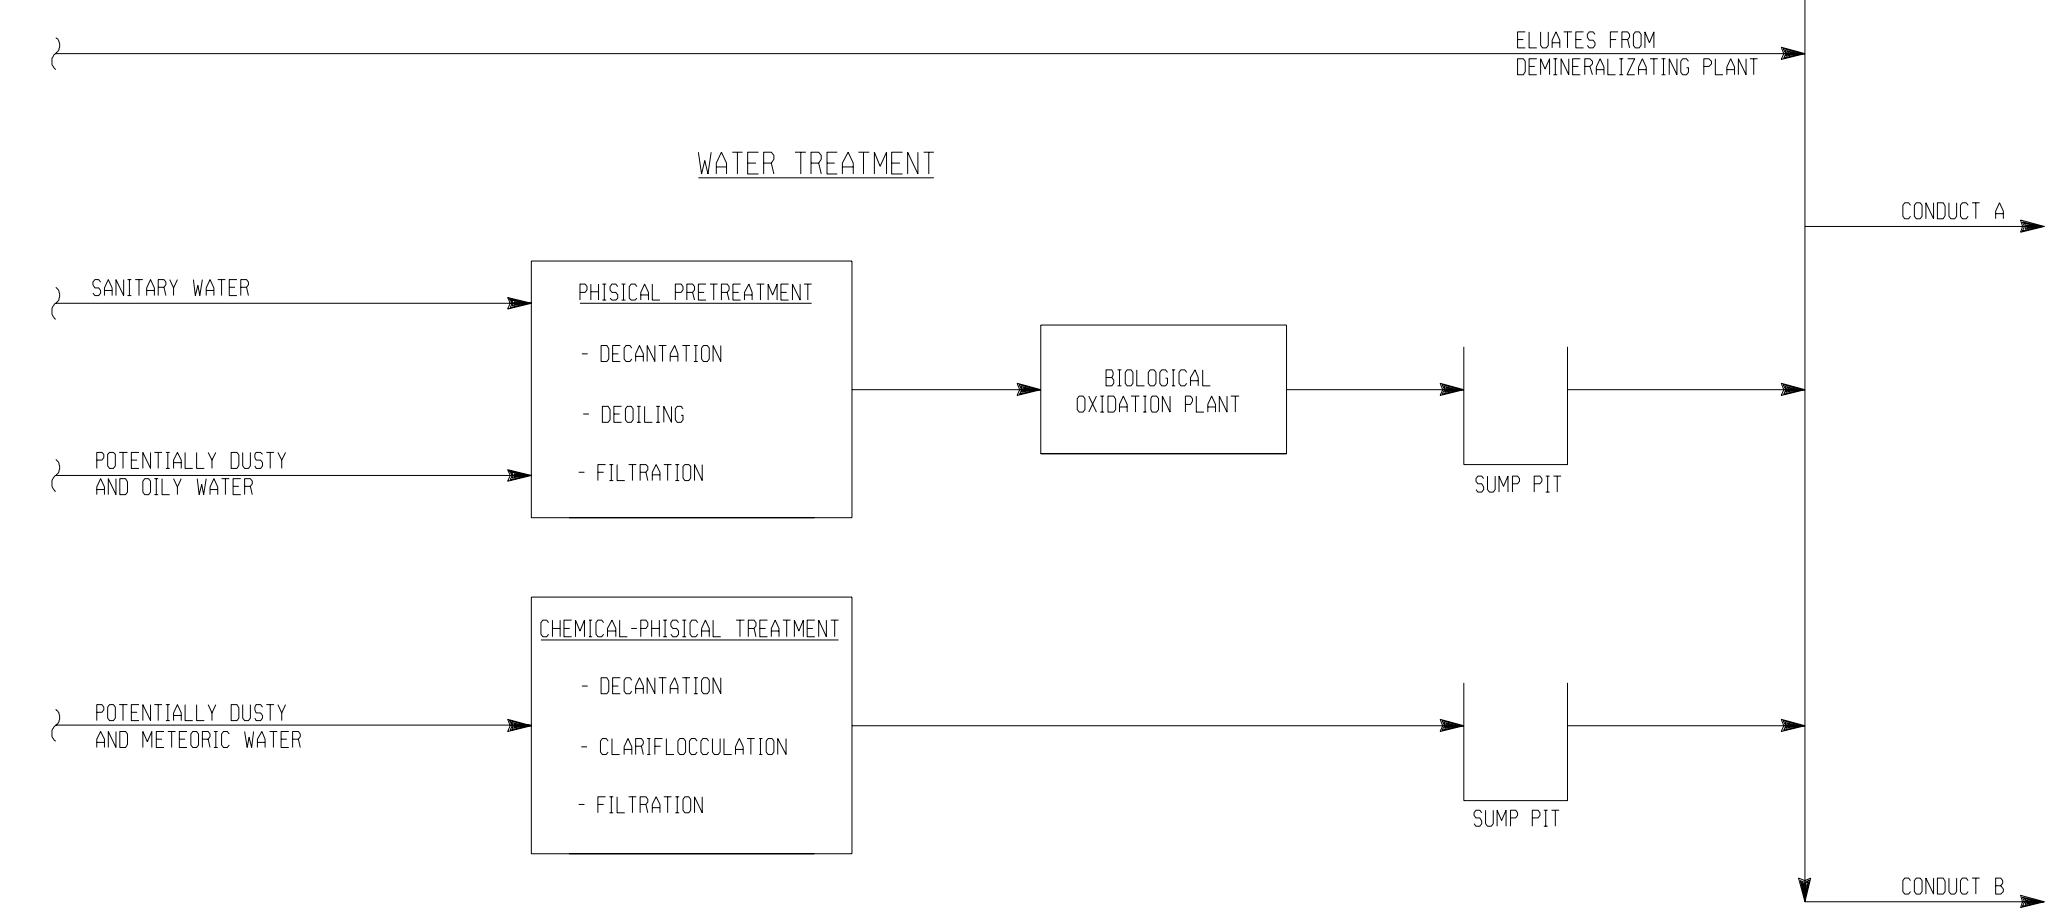 ELUATES FROM
DEMINERALIZATING PLANT
WATER TREATMENT
CONDUCT A
SANITARY WATER
PHISICAL PRETREATMENT
- DECANTATION
- DEOILING
- FILTRATION
POTENTIALLY DUSTY
AND OILY WATER
BIOLOGICAL
OXIDATION PLANT
SUMP PIT
CHEMICAL-PHISICAL TREATMENT
- DECANTATION
- CLARIFLOCCULATION
- FILTRATION
POTENTIALLY DUSTY
AND METEORIC WATER
SUMP PIT
CONDUCT B